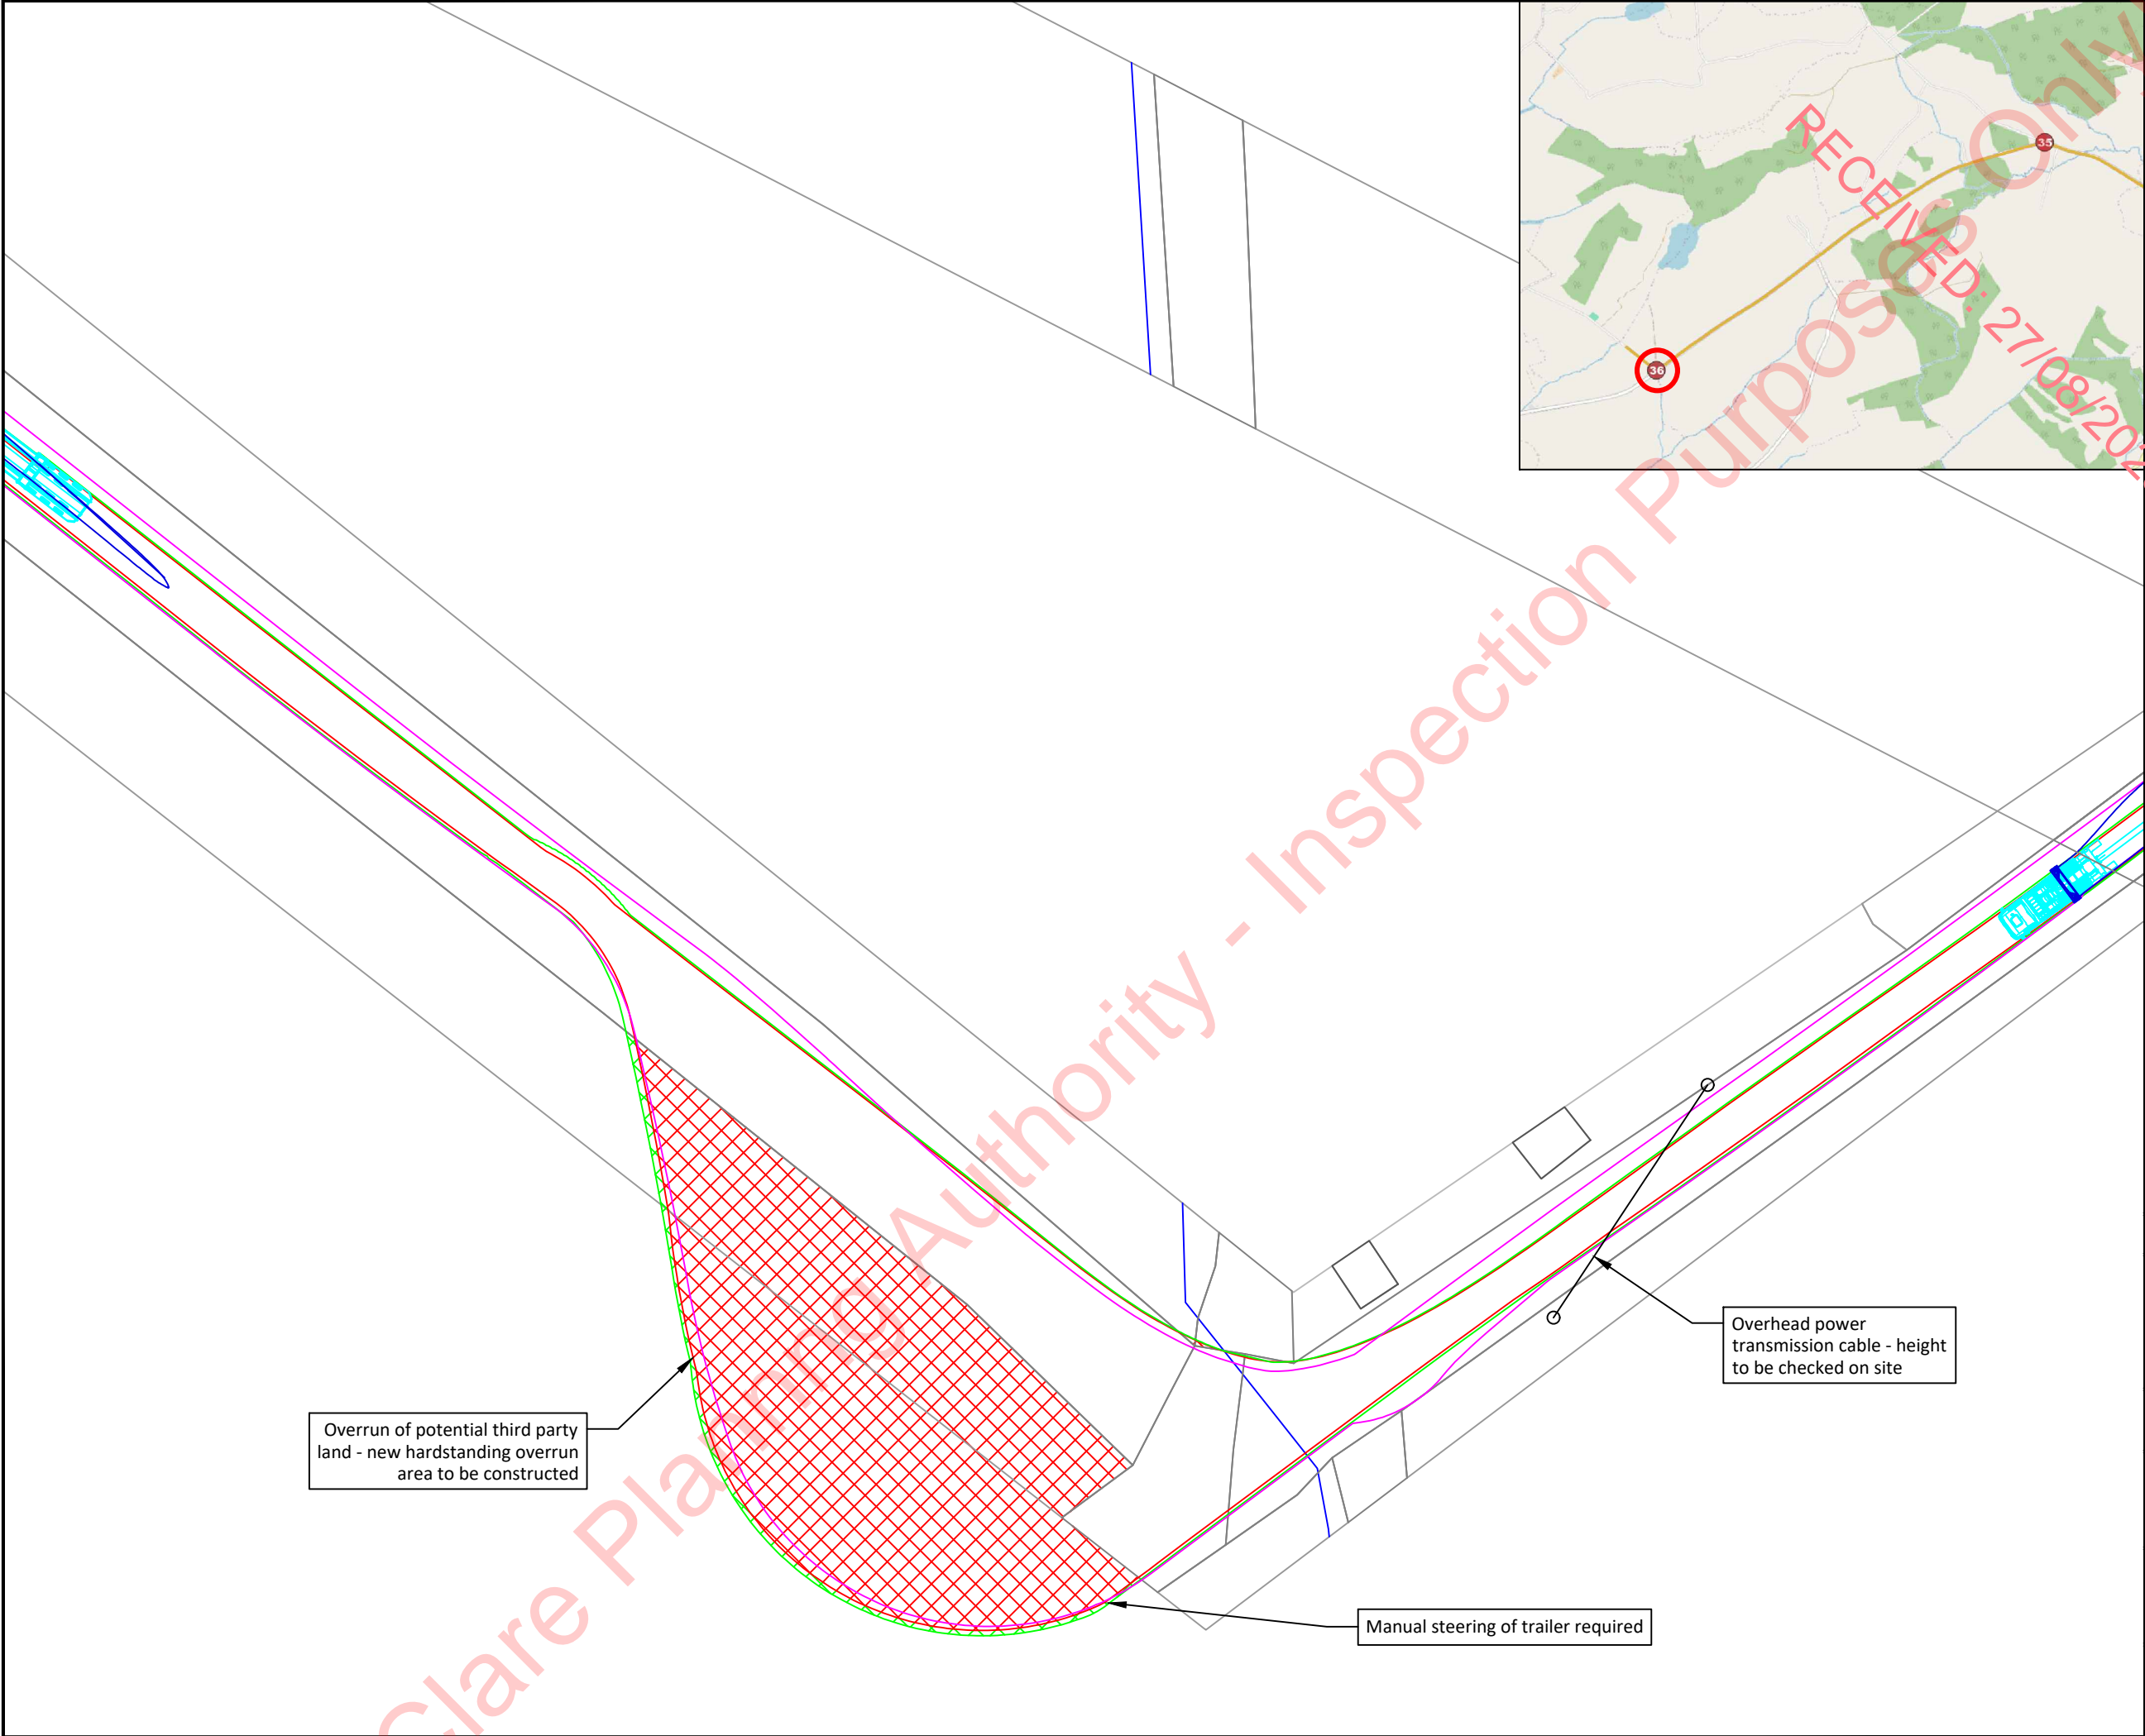 35
36
RECEIVED: 27/08/202
Clare Planning Authority - Inspection Purposes Only
Overhead power
transmission cable - height
to be checked on site
Overrun of potential third party
land - new hardstanding overrun
area to be constructed
Manual steering of trailer required